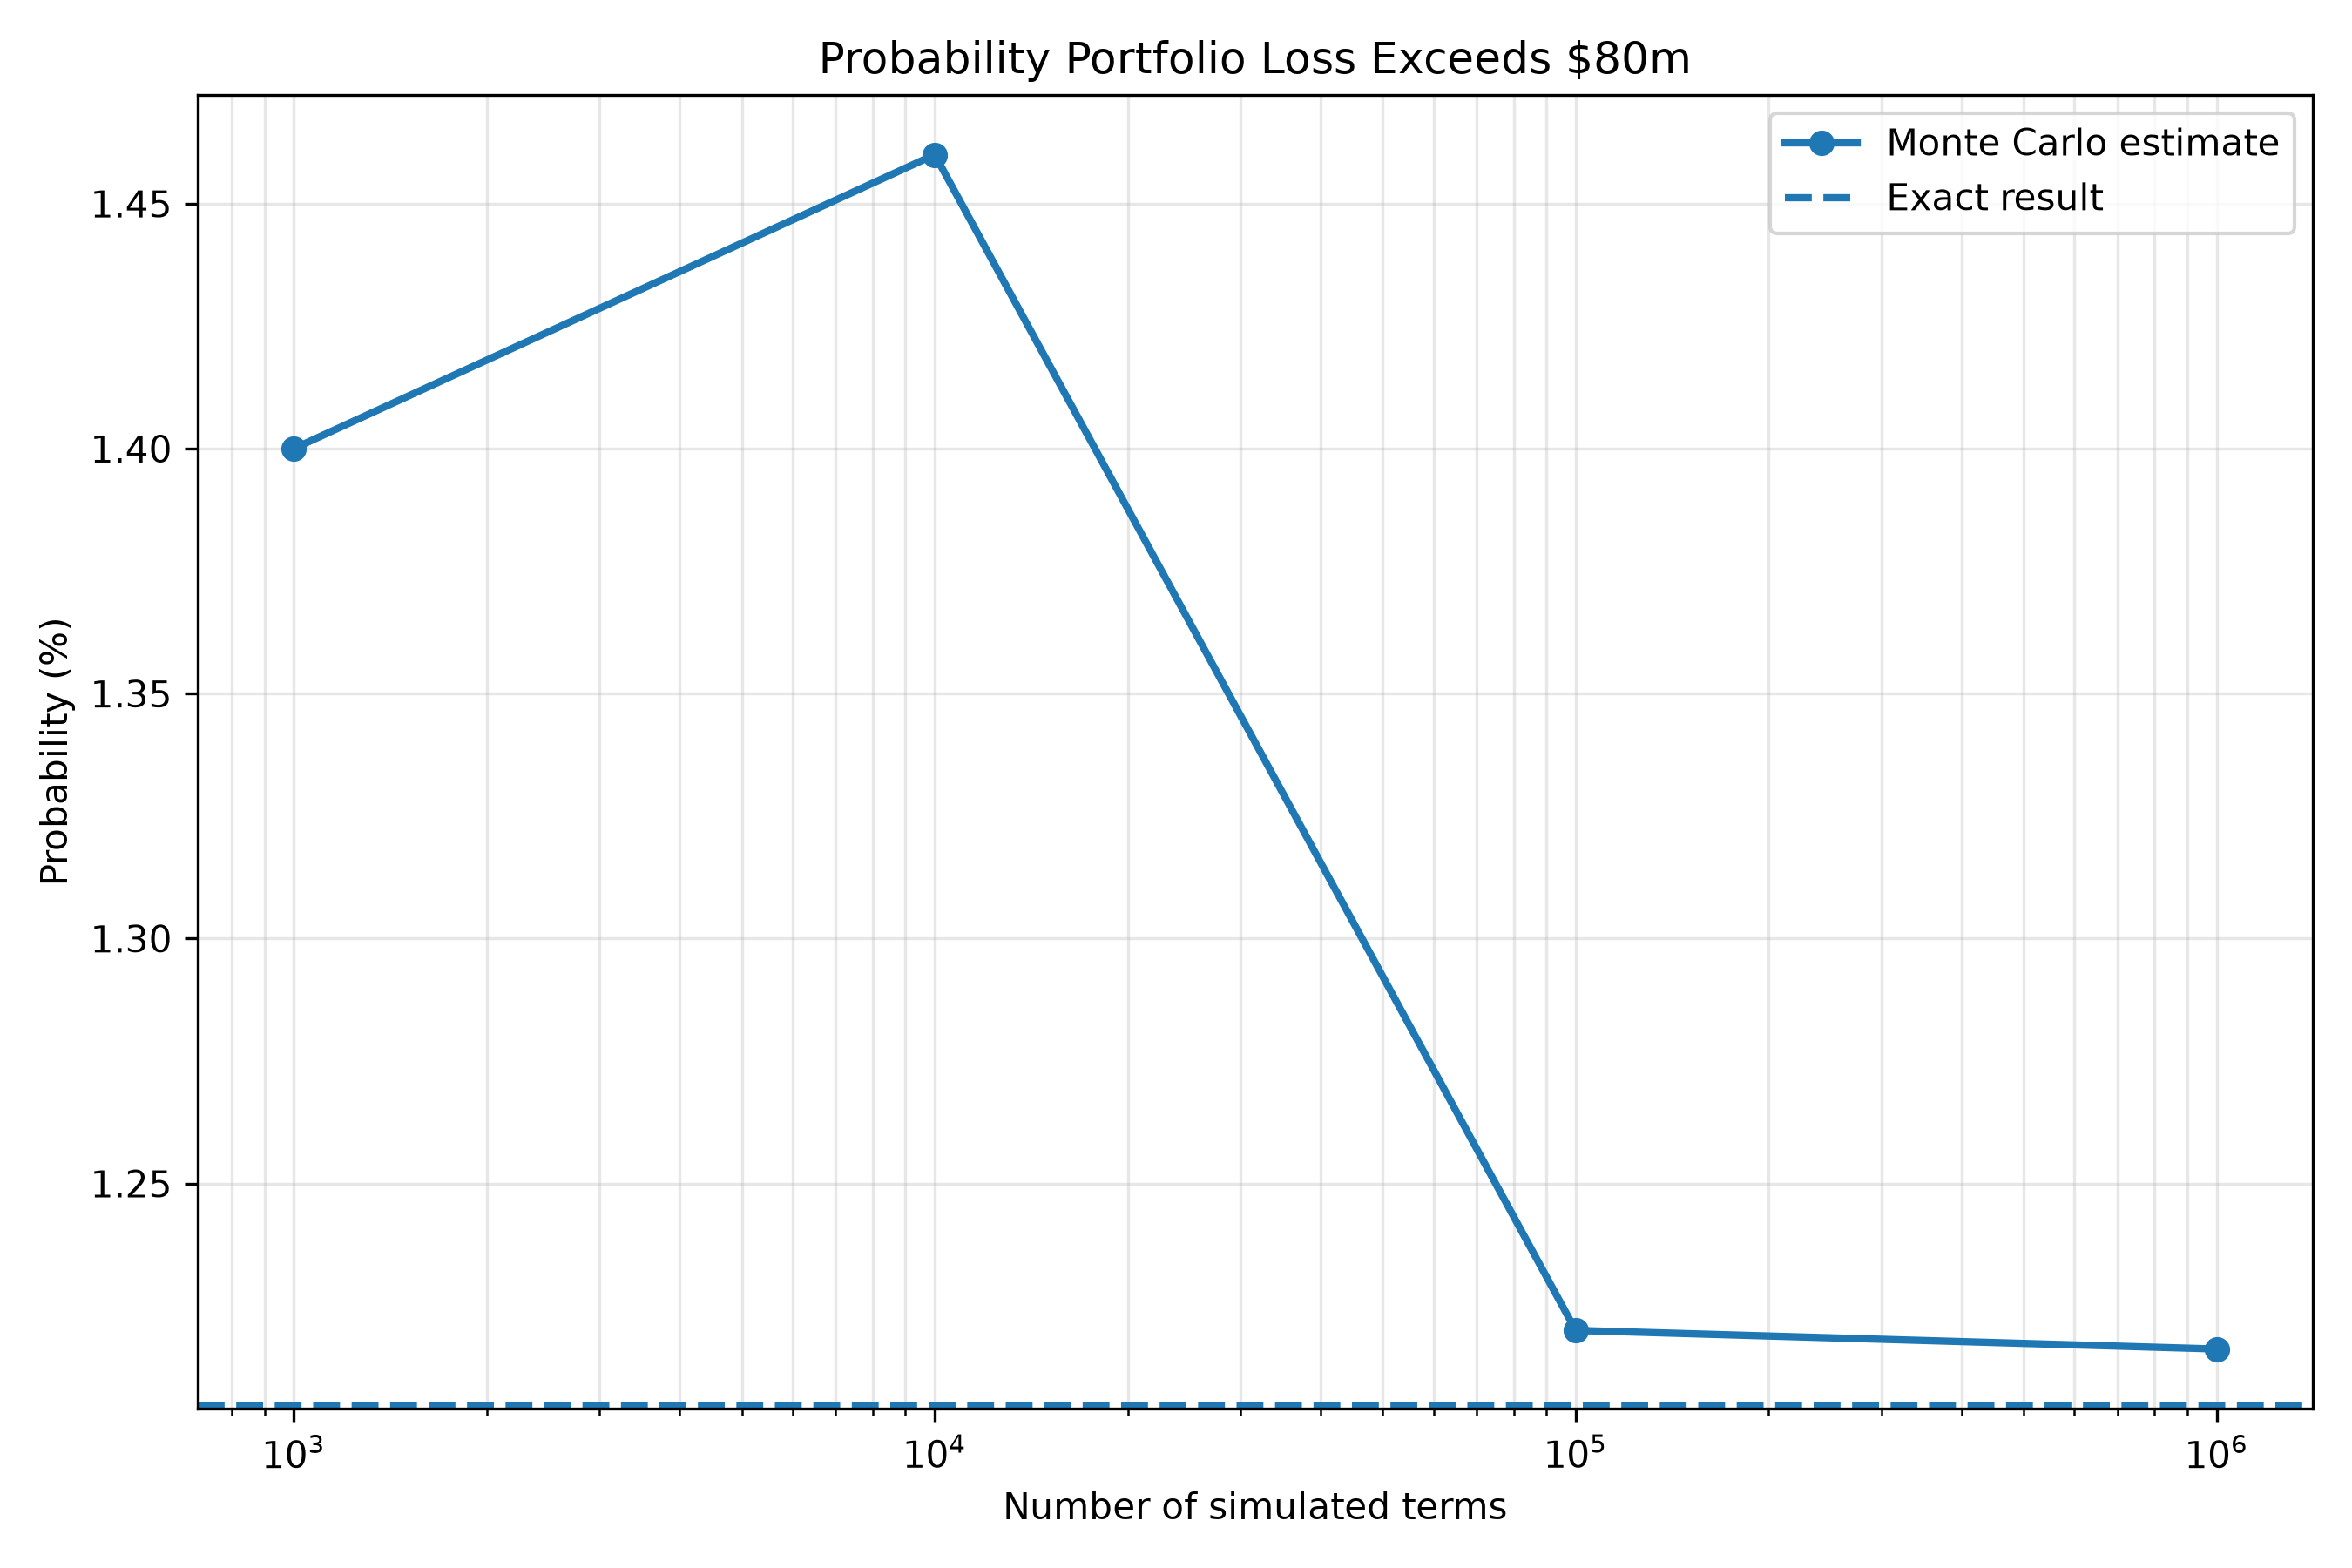 Probability Portfolio Loss Exceeds $80m
Monte Carlo estimate
Exact result
Probability (%)
1.45
1.40
1.35
1.30
1.25
10³
10⁴
10⁵
10⁶
Number of simulated terms